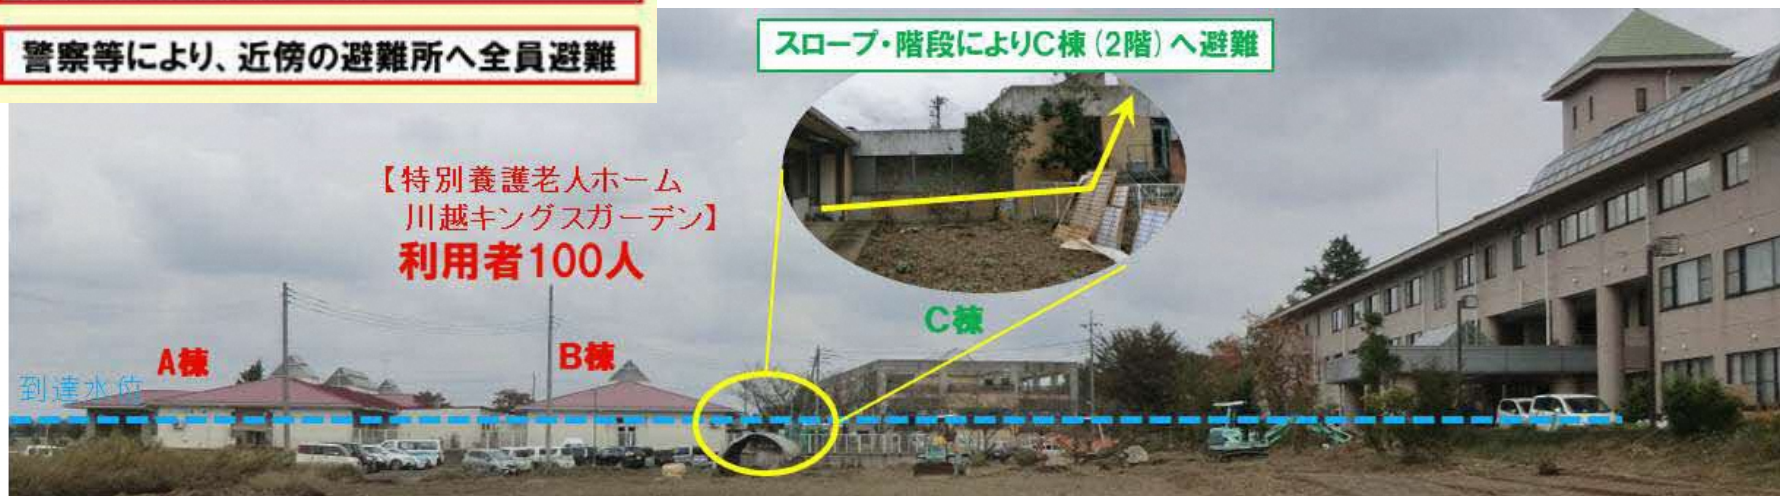 警察等により、近傍の避難所へ全員避難
スロープ・階段によりC棟(2階)へ避難
【特別養護老人ホーム
川越キングスガーデン】
利用者100人
C棟
A棟
B棟
到達水位